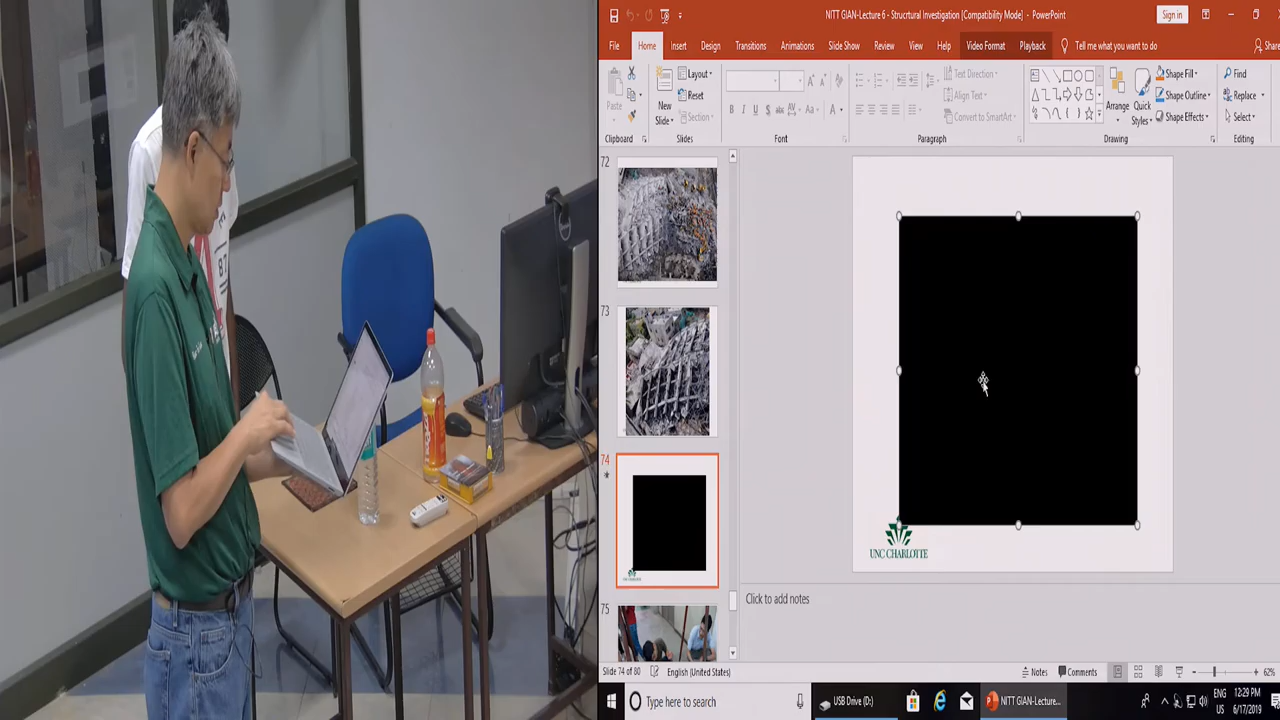 NITT GIAN-Lecture 6 - Strucrtural Investigation [Compatibility Mode] - PowerPoint
Sign in
File Home Insert Design Transitions Animations Slide Show Review View Help Video Format Playback Tell me what you want to do Share
Paste
New
Slide
Layout
Reset
Section
B I U S abc AV Aa A
Text Direction
Align Text
Convert to SmartArt
Arrange
Quick
Styles
Shape Fill
Shape Outline
Shape Effects
Find
Replace
Select
Clipboard Slides Font Paragraph Drawing Editing
72
73
74
75
UNC CHARLOTTE
87
Click to add notes
Slide 74 of 80 English (United States) Notes Comments 62%
Type here to search
USB Drive (D:)
NITT GIAN-Lecture...
ENG
US
12:29 PM
6/17/2019